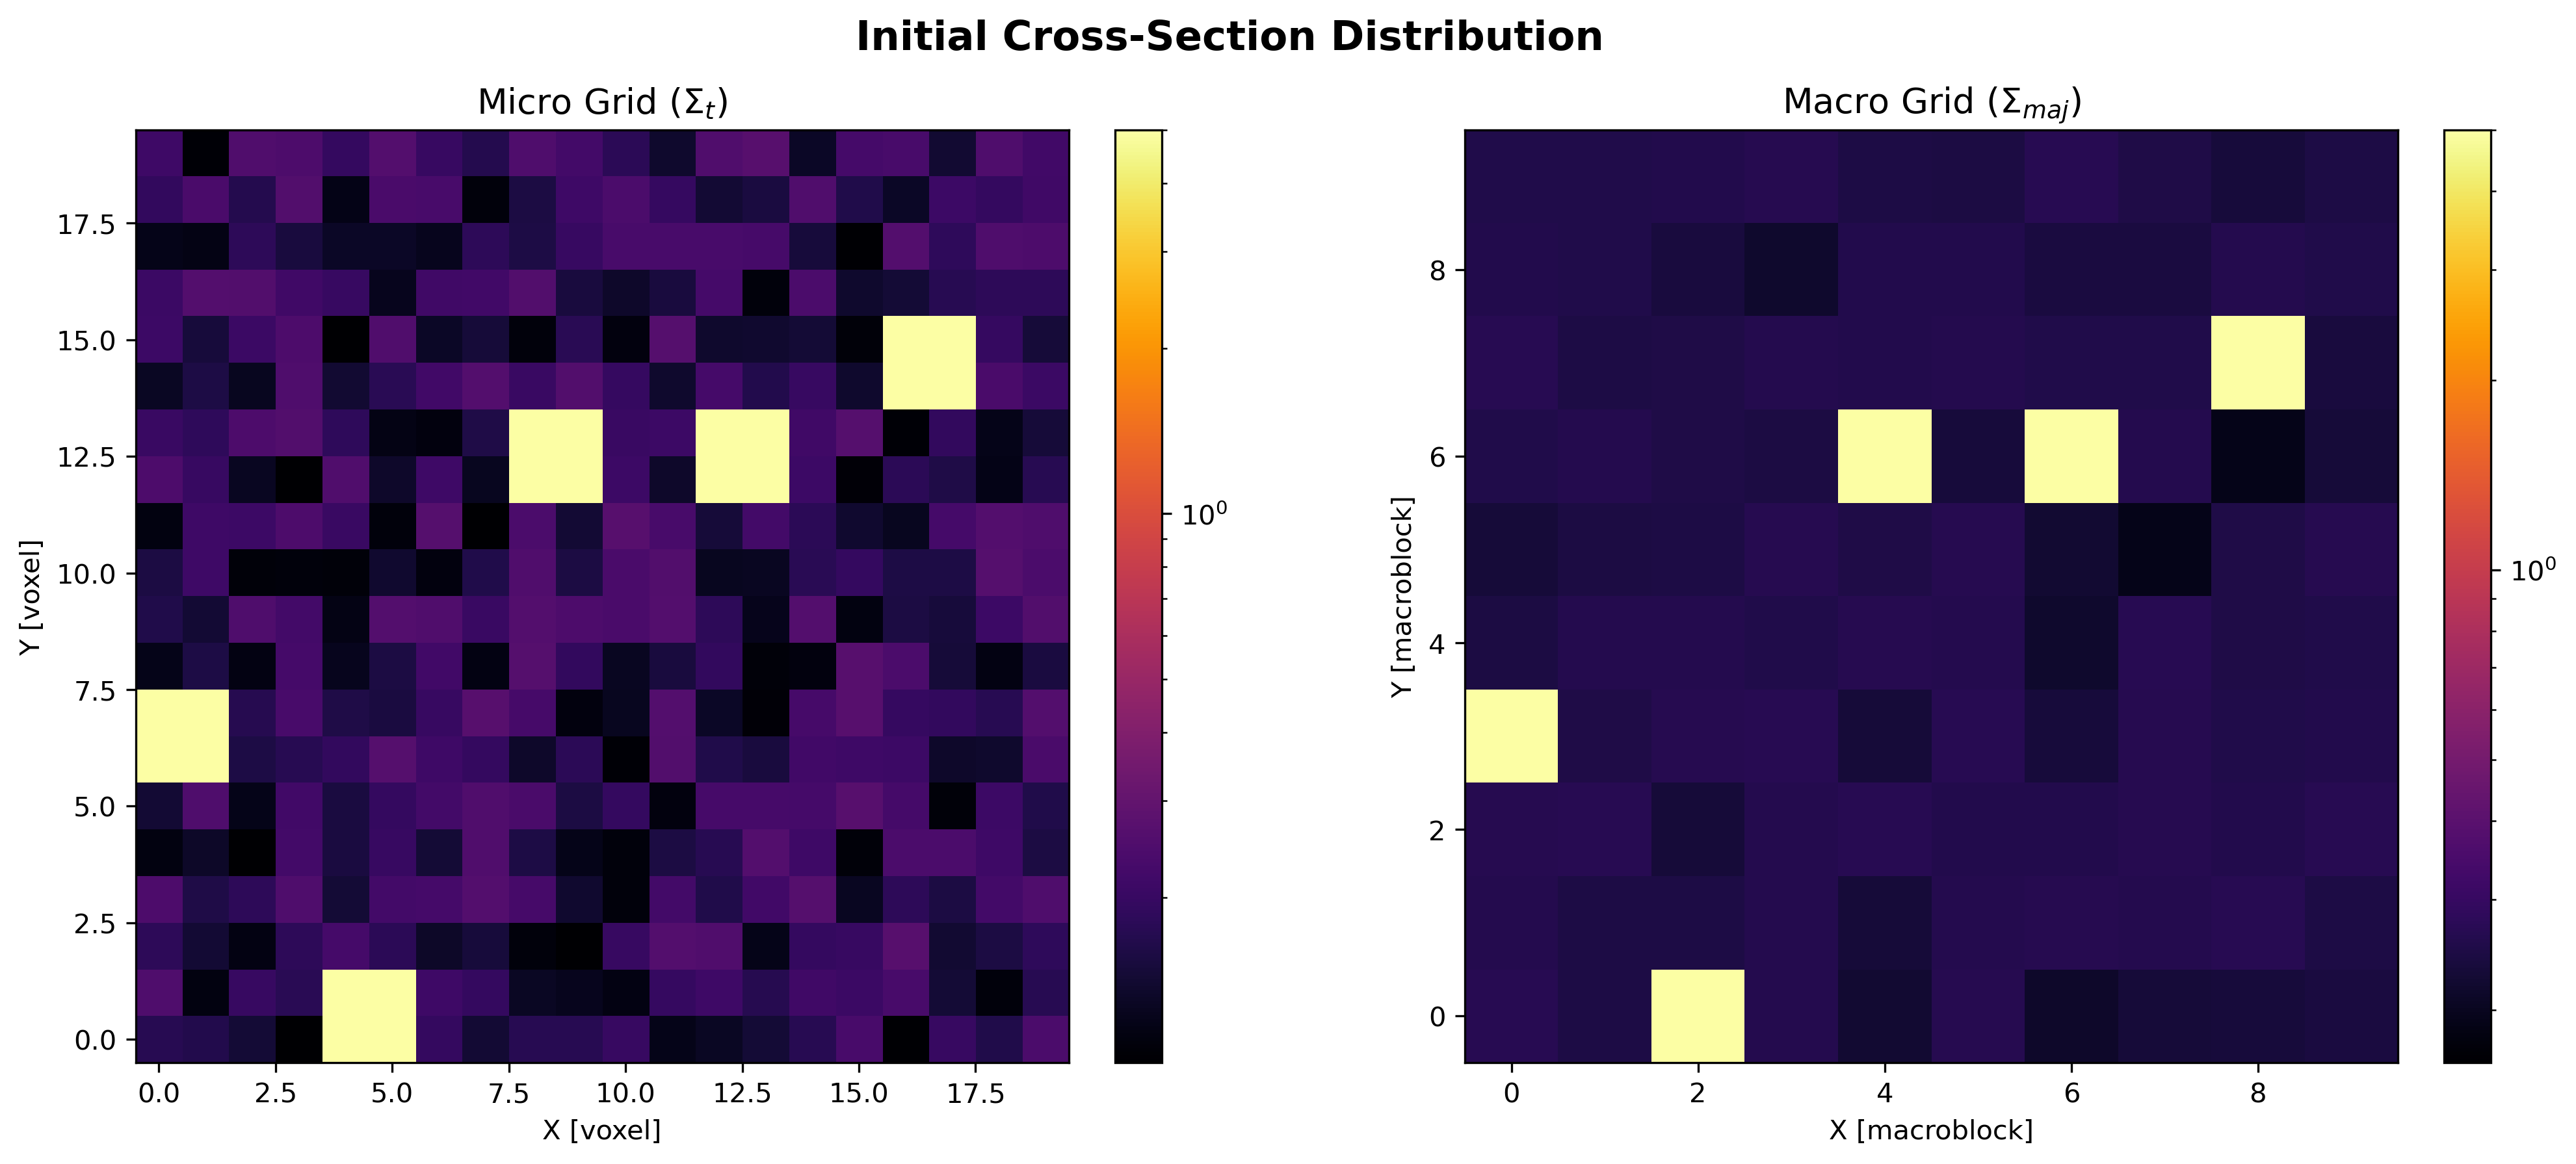 Initial Cross-Section Distribution
Micro Grid (Σt)
Y [voxel]
17.5
15.0
12.5
10.0
7.5
5.0
2.5
0.0
0.0 2.5 5.0 7.5 10.0 12.5 15.0 17.5
X [voxel]
10⁰
Macro Grid (Σmaj)
Y [macroblock]
8
6
4
2
0
0 2 4 6 8
X [macroblock]
10⁰